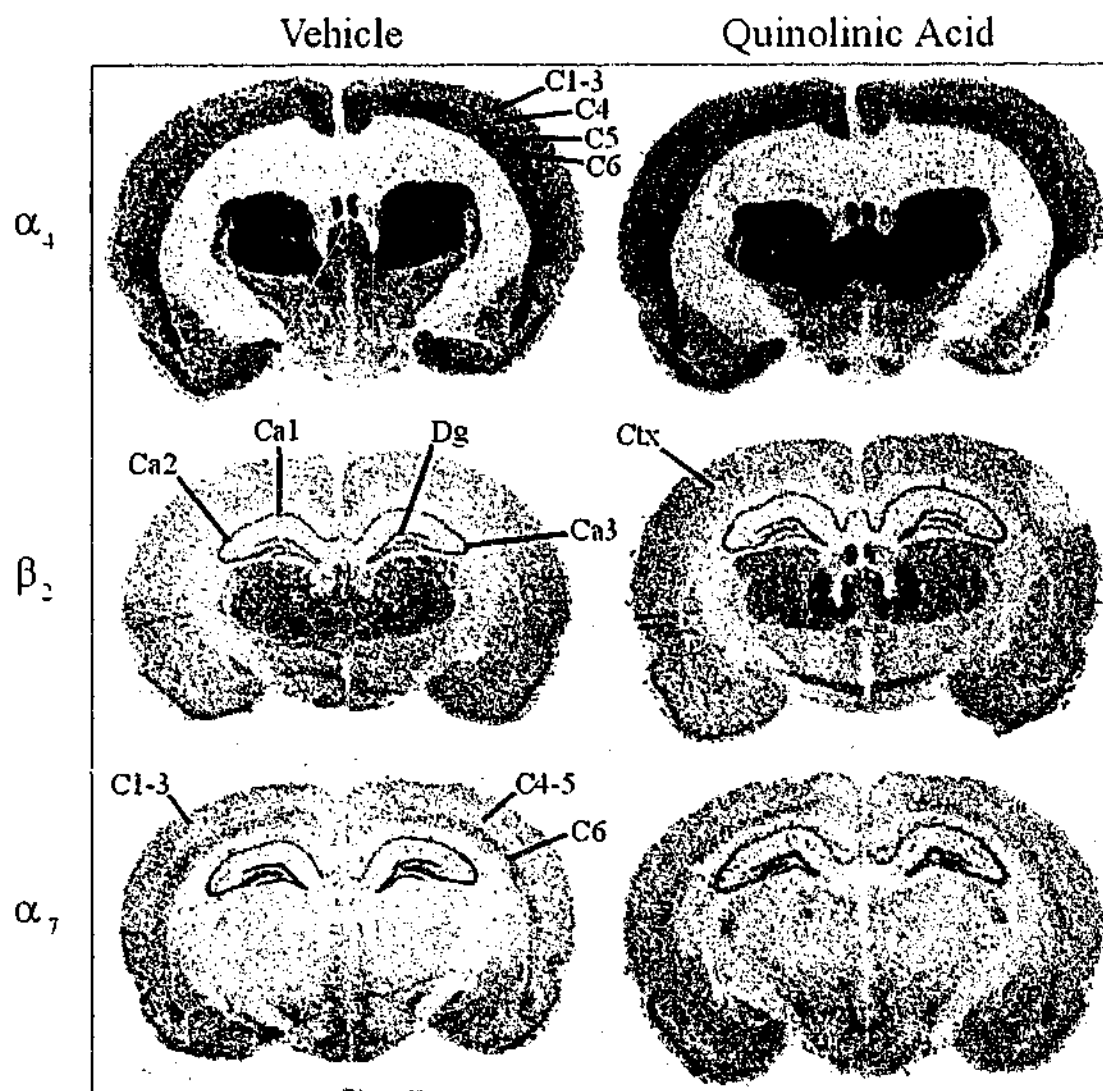 Vehicle Quinolinic Acid
α4
C1-3
C4
C5
C6
β2
Ca2
Ca1
Dg
Ca3
Ctx
α7
C1-3
C4-5
C6